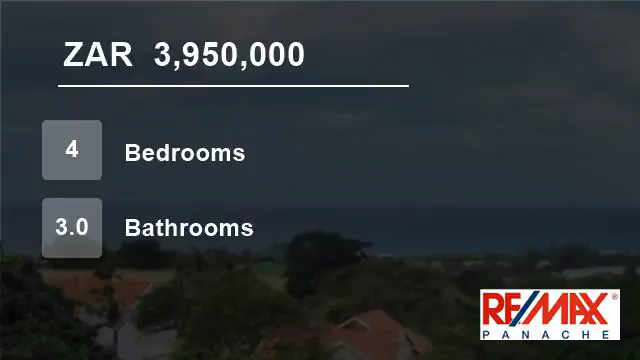 ZAR 3,950,000
4 Bedrooms
3.0 Bathrooms
RE/MAX®
PANACHE